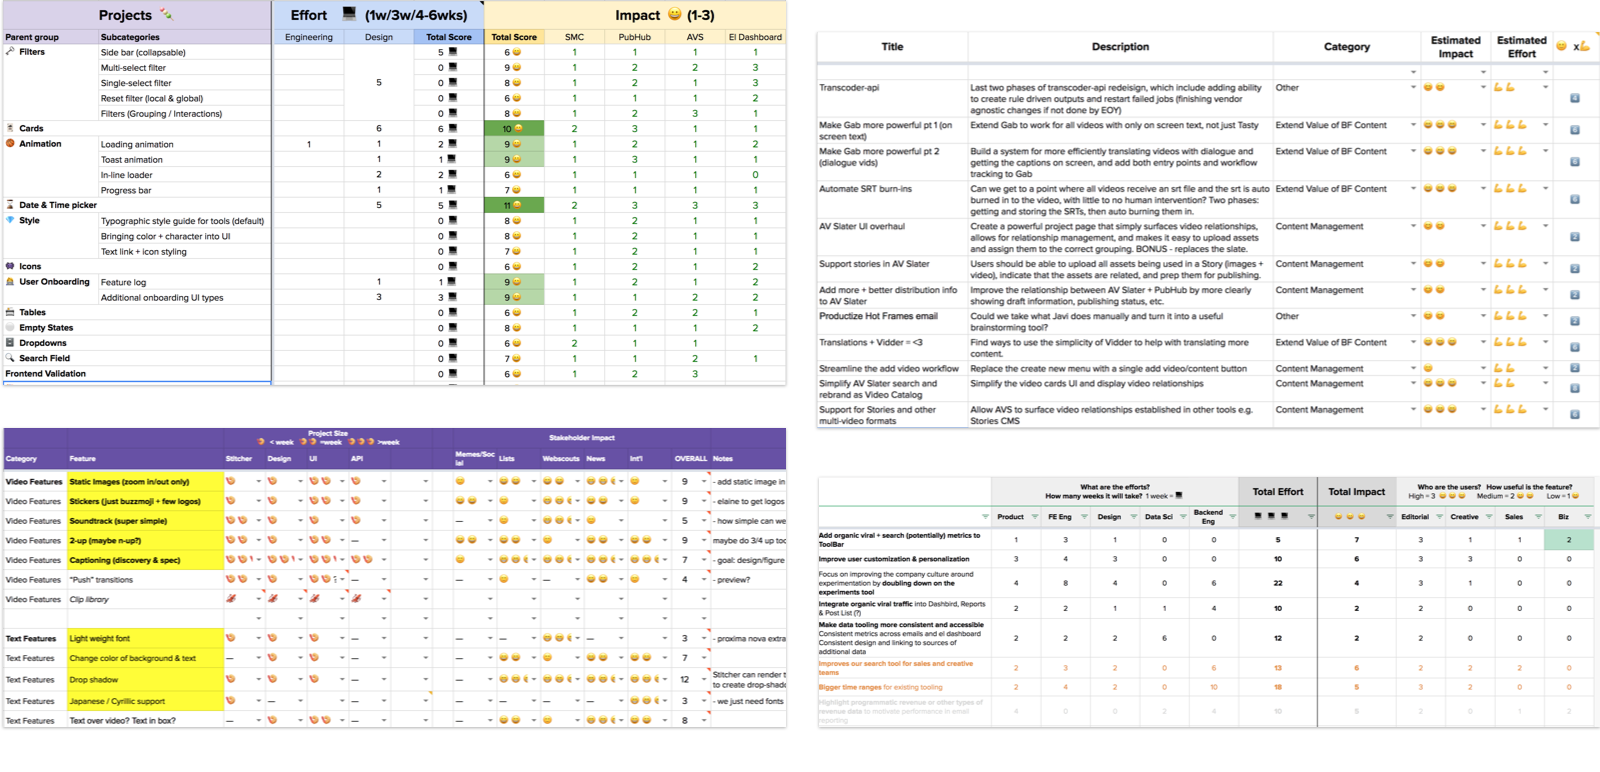 Projects Effort (1w/3w/4-6wks) Impact (1-3)
Parent group Subcategories Engineering Design Total Score Total Score SMC PubHub AVS El Dashboard
Filters Side bar (collapsable) 5 6 1 1 1 1
Multi-select filter 0 9 1 2 2 3
Single-select filter 5 0 8 1 2 1 3
Reset filter (local & global) 0 6 1 1 1 2
Filters (Grouping / Interactions) 0 8 1 2 3 1
Cards 6 6 10 2 3 1 1
Animation Loading animation 1 1 2 9 1 2 1 2
Toast animation 1 1 9 1 3 1 1
In-line loader 2 2 6 1 1 1 0
Progress bar 1 1 7 1 1 1 1
Date & Time picker 5 5 11 2 3 3 3
Style Typographic style guide for tools (default) 0 8 1 2 1 1
Bringing color + character into UI 0 8 1 2 1 1
Text link + icon styling 0 7 1 2 1 1
Icons 0 6 1 1 1 2
User Onboarding Feature log 1 1 9 1 2 1 2
Additional onboarding UI types 3 3 9 1 1 2 2
Tables 0 6 1 2 2 1
Empty States 0 8 1 1 1 2
Dropdowns 0 6 2 1 1
Search Field 0 7 1 1 2 1
Frontend Validation 0 6 1 2 3
Title Description Category Estimated Impact Estimated Effort x
Transcoder-api Last two phases of transcoder-api redeisign, which include adding ability Other
to create rule driven outputs and restart failed jobs (finishing vendor 4
agnostic changes if not done by EOY)
Make Gab more powerful pt 1 (on Extend Gab to work for all videos with only on screen text, not just Tasty Extend Value of BF Content
screen text) 6
Make Gab more powerful pt 2 Build a system for more efficiently translating videos with dialogue and Extend Value of BF Content
(dialogue vids) getting the captions on screen, and add both entry points and workflow 6
tracking to Gab
Automate SRT burn-ins Can we get to a point where all videos receive an srt file and the srt is auto Extend Value of BF Content
burned in to the video, with little to no human intervention? Two phases: 6
getting and storing the SRTs, then auto burning them in.
AV Slater UI overhaul Create a powerful project page that simply surfaces video relationships, Content Management
allows for relationship management, and makes it easy to upload assets 2
and assign them to the correct grouping. BONUS - replaces the slate.
Support stories in AV Slater Users should be able to upload all assets being used in a Story (images + Content Management
video), indicate that the assets are related, and prep them for publishing. 2
Add more + better distribution info Improve the relationship between AV Slater + PubHub by more clearly Content Management
to AV Slater showing draft information, publishing status, etc. 2
Productize Hot Frames email Could we take what Javi does manually and turn it into a useful Other
brainstorming tool? 2
Translations + Vidder = <3 Find ways to use the simplicity of Vidder to help with translating more Extend Value of BF Content
content. 6
Streamline the add video workflow Replace the create new menu with a single add video/content button Content Management 2
Simplify AV Slater search and Simplify the video cards UI and display video relationships Content Management
rebrand as Video Catalog 6
Support for Stories and other Allow AVS to surface video relationships established in other tools e.g. Content Management
multi-video formats Stories CMS 6
Project Size Stakeholder Impact
< week =week >week
Category Feature Stitcher Design UI API Memes/Social Lists Webscouts News Int'l OVERALL Notes
Video Features Static Images (zoom in/out only) 9 - add static image in
Video Features Stickers (just buzzmoji + few logos) 9 - elaine to get logos
Video Features Soundtrack (super simple) — 5 - how simple can we
Video Features 2-up (maybe n-up?) 9 maybe do 3/4 up too
Video Features Captioning (discovery & spec) 7 - goal: design/figure
Video Features "Push" transitions — — 4 - preview?
Video Features Clip library
Text Features Light weight font — — — — 3 - proxima nova extra
Text Features Change color of background & text — — — 7
Text Features Drop shadow — — 12 Stitcher can render t
to create drop-shado
Text Features Japanese / Cyrillic support — — — — — — — 3 - we just need fonts
Text Features Text over video? Text in box? — — — 8
What are the efforts? Who are the users? How useful is the feature?
How many weeks it will take? 1 week = Total Effort Total Impact High = 3 Medium = 2 Low = 1
Product FE Eng Design Data Sci Backend Eng Editorial Creative Sales Biz
Add organic viral + search (potentially) metrics to
ToolBar 1 3 1 0 0 5 7 3 1 1 2
Improve user customization & personalization 3 4 3 0 0 10 6 3 3 0 0
Focus on improving the company culture around
experimentation by doubling down on the 4 8 4 0 6 22 4 3 1 0 0
experiments tool
Integrate organic viral traffic into Dashbird, Reports
& Post List (?) 2 2 1 1 4 10 2 2 0 0 0
Make data tooling more consistent and accessible
Consistent metrics across emails and el dashboard
Consistent design and linking to sources of 2 2 2 6 0 12 2 2 0 0 0
additional data
Improves our search tool for sales and creative
teams 2 3 2 0 6 13 6 2 2 2 0
Bigger time ranges for existing tooling 2 4 2 0 10 18 5 3 2 0 0
Highlight programmatic revenue or other types of
revenue data to motivate performance in email 4 0 0 2 4 10 5 2 0 1 2
reporting